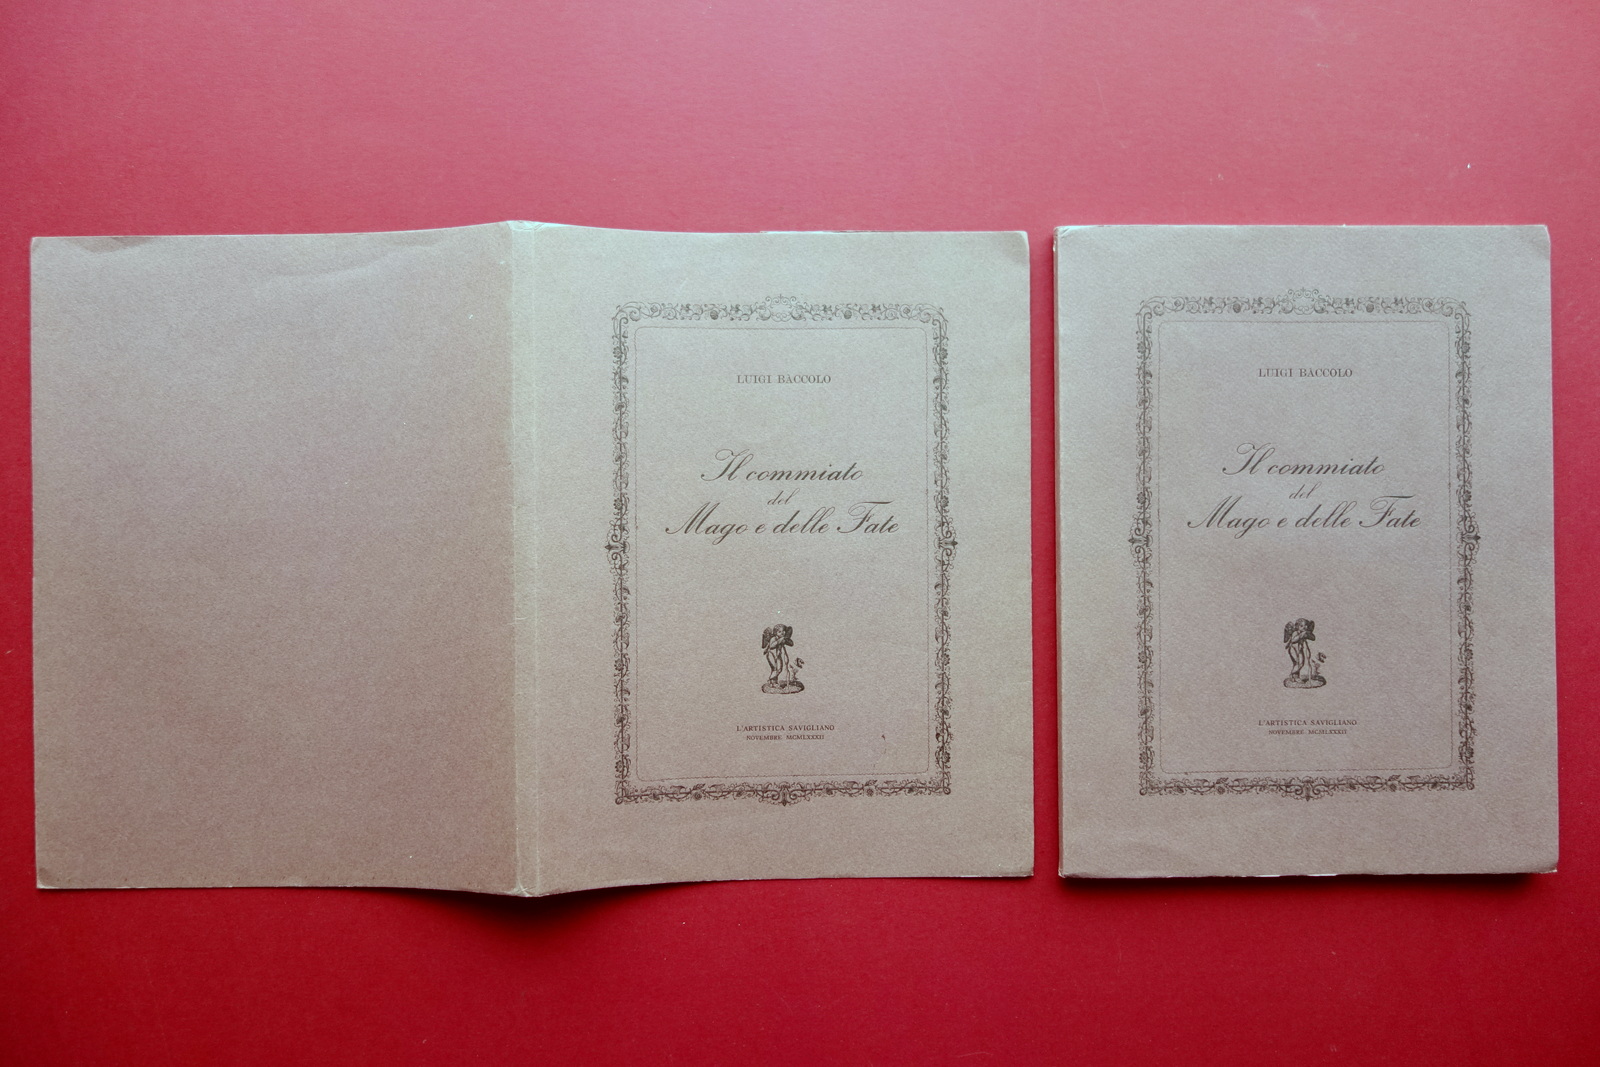 LUIGI BACCOLO
Il commiato
del
Mago e delle Fate
L'ARTISTICA SAVIGLIANO
NOVEMBRE MCMLXXXII
LUIGI BACCOLO
Il commiato
del
Mago e delle Fate
L'ARTISTICA SAVIGLIANO
NOVEMBRE MCMLXXXII